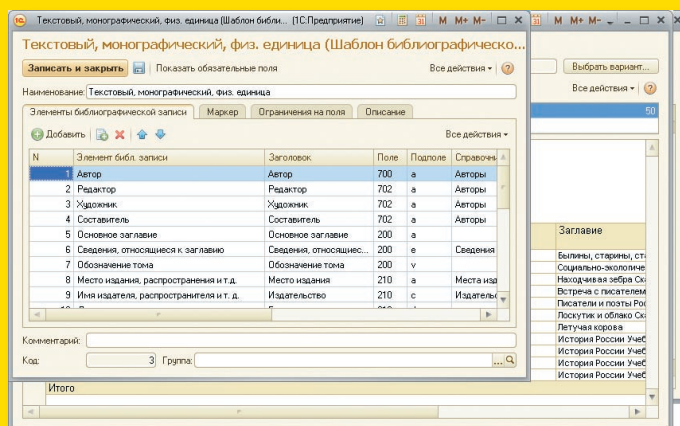 Текстовый, монографический, физ. единица (Шаблон библи... (1С:Предприятие) M M+ M-
M M+ M-
Текстовый, монографический, физ. единица (Шаблон библиографическо...
Записать и закрыть Показать обязательные поля Все действия
Выбрать вариант...
Наименование: Текстовый, монографический, физ. единица
Все действия
Элементы библиографической записи Маркер Ограничения на поля Описание
50
Добавить Все действия
N Элемент библ. записи Заголовок Поле Подполе Справочни
1 Автор Автор 700 a Авторы
2 Редактор Редактор 702 a Авторы
3 Художник Художник 702 a Авторы
4 Составитель Составитель 702 a Авторы
5 Основное заглавие Основное заглавие 200 a
6 Сведения, относящиеся к заглавию Сведения, относящиес... 200 e Сведения
7 Обозначение тома Обозначение тома 200 v
8 Место издания, распространения и т.д. Место издания 210 a Места изд
9 Имя издателя, распространителя и т. д. Издательство 210 c Издательс
Заглавие
Былины, старины, ст
Социально-экологиче
Находчивая зебра Ск
Встреча с писателем
Писатели и поэты Рос
Лоскутик и облако Ск
Летучая корова
История России Учеб
История России Учеб
История России Учеб
История России Учеб
Комментарий:
Код: 3 Группа:
Итого